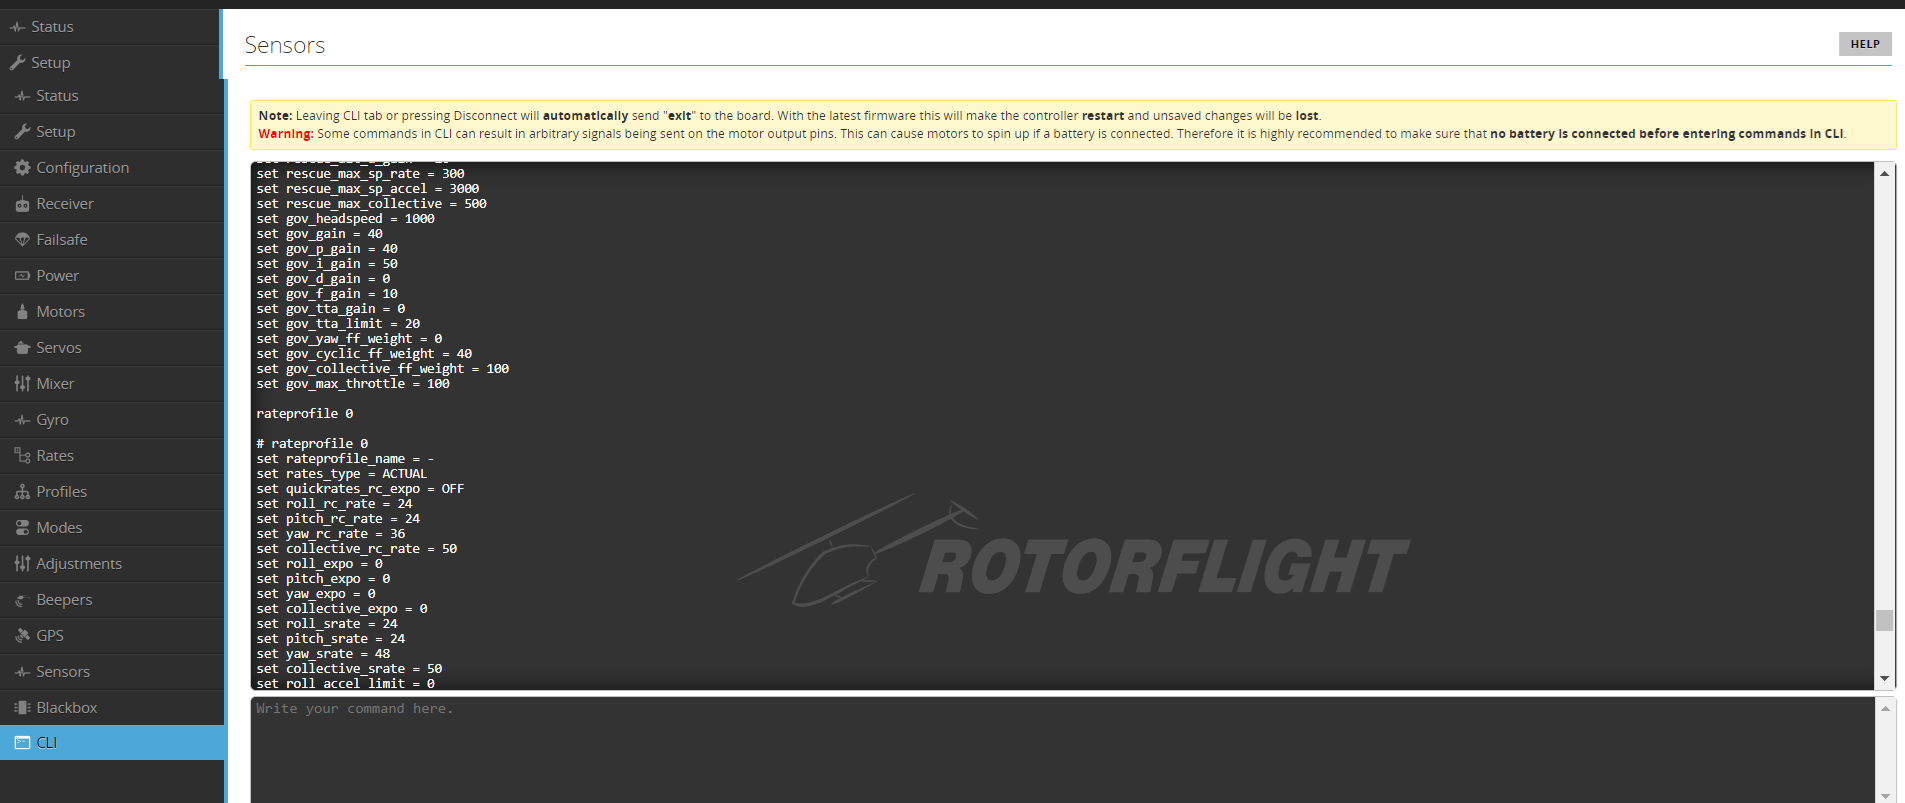 Status
Setup
Status
Setup
Configuration
Receiver
Failsafe
Power
Motors
Servos
Mixer
Gyro
Rates
Profiles
Modes
Adjustments
Beepers
GPS
Sensors
Blackbox
CLI
Sensors
HELP
Note: Leaving CLI tab or pressing Disconnect will automatically send "exit" to the board. With the latest firmware this will make the controller restart and unsaved changes will be lost.
Warning: Some commands in CLI can result in arbitrary signals being sent on the motor output pins. This can cause motors to spin up if a battery is connected. Therefore it is highly recommended to make sure that no battery is connected before entering commands in CLI.
set rescue_max_sp_rate = 300
set rescue_max_sp_accel = 3000
set rescue_max_collective = 500
set gov_headspeed = 1000
set gov_gain = 40
set gov_p_gain = 40
set gov_i_gain = 50
set gov_d_gain = 0
set gov_f_gain = 10
set gov_tta_gain = 0
set gov_tta_limit = 20
set gov_yaw_ff_weight = 0
set gov_cyclic_ff_weight = 40
set gov_collective_ff_weight = 100
set gov_max_throttle = 100
rateprofile 0
# rateprofile 0
set rateprofile_name = -
set rates_type = ACTUAL
set quickrates_rc_expo = OFF
set roll_rc_rate = 24
set pitch_rc_rate = 24
set yaw_rc_rate = 36
set collective_rc_rate = 50
set roll_expo = 0
set pitch_expo = 0
set yaw_expo = 0
set collective_expo = 0
set roll_srate = 24
set pitch_srate = 24
set yaw_srate = 48
set collective_srate = 50
set roll_accel_limit = 0
ROTORFLIGHT
Write your command here.